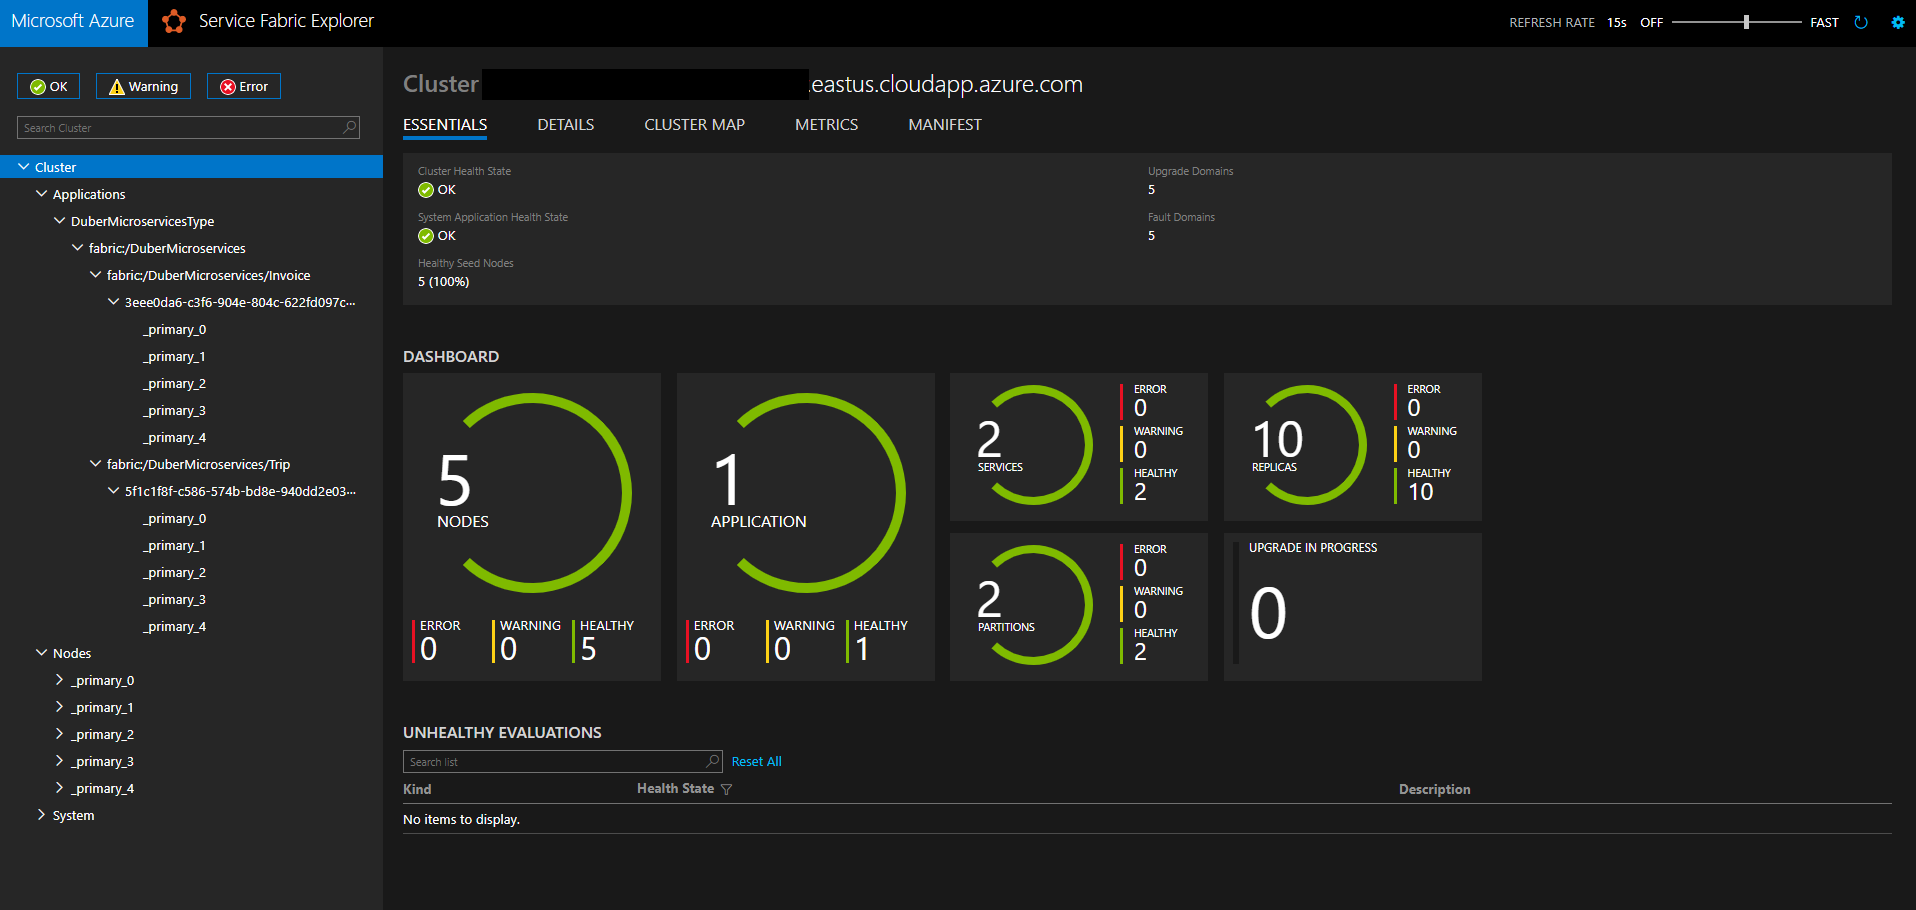 Microsoft Azure
Service Fabric Explorer
REFRESH RATE 15s OFF FAST
OK
Warning
Error
Search Cluster
Cluster
Applications
DuberMicroservicesType
fabric:/DuberMicroservices
fabric:/DuberMicroservices/Invoice
3eee0da6-c3f6-904e-804c-622fd097c...
_primary_0
_primary_1
_primary_2
_primary_3
_primary_4
fabric:/DuberMicroservices/Trip
5f1c1f8f-c586-574b-bd8e-940dd2e03...
_primary_0
_primary_1
_primary_2
_primary_3
_primary_4
Nodes
_primary_0
_primary_1
_primary_2
_primary_3
_primary_4
System
Cluster .eastus.cloudapp.azure.com
ESSENTIALS
DETAILS
CLUSTER MAP
METRICS
MANIFEST
Cluster Health State
OK
System Application Health State
OK
Healthy Seed Nodes
5 (100%)
Upgrade Domains
5
Fault Domains
5
DASHBOARD
5
NODES
ERROR
0
WARNING
0
HEALTHY
5
1
APPLICATION
ERROR
0
WARNING
0
HEALTHY
1
2
SERVICES
ERROR
0
WARNING
0
HEALTHY
2
10
REPLICAS
ERROR
0
WARNING
0
HEALTHY
10
2
PARTITIONS
ERROR
0
WARNING
0
HEALTHY
2
UPGRADE IN PROGRESS
0
UNHEALTHY EVALUATIONS
Search list
Reset All
Kind
Health State
Description
No items to display.